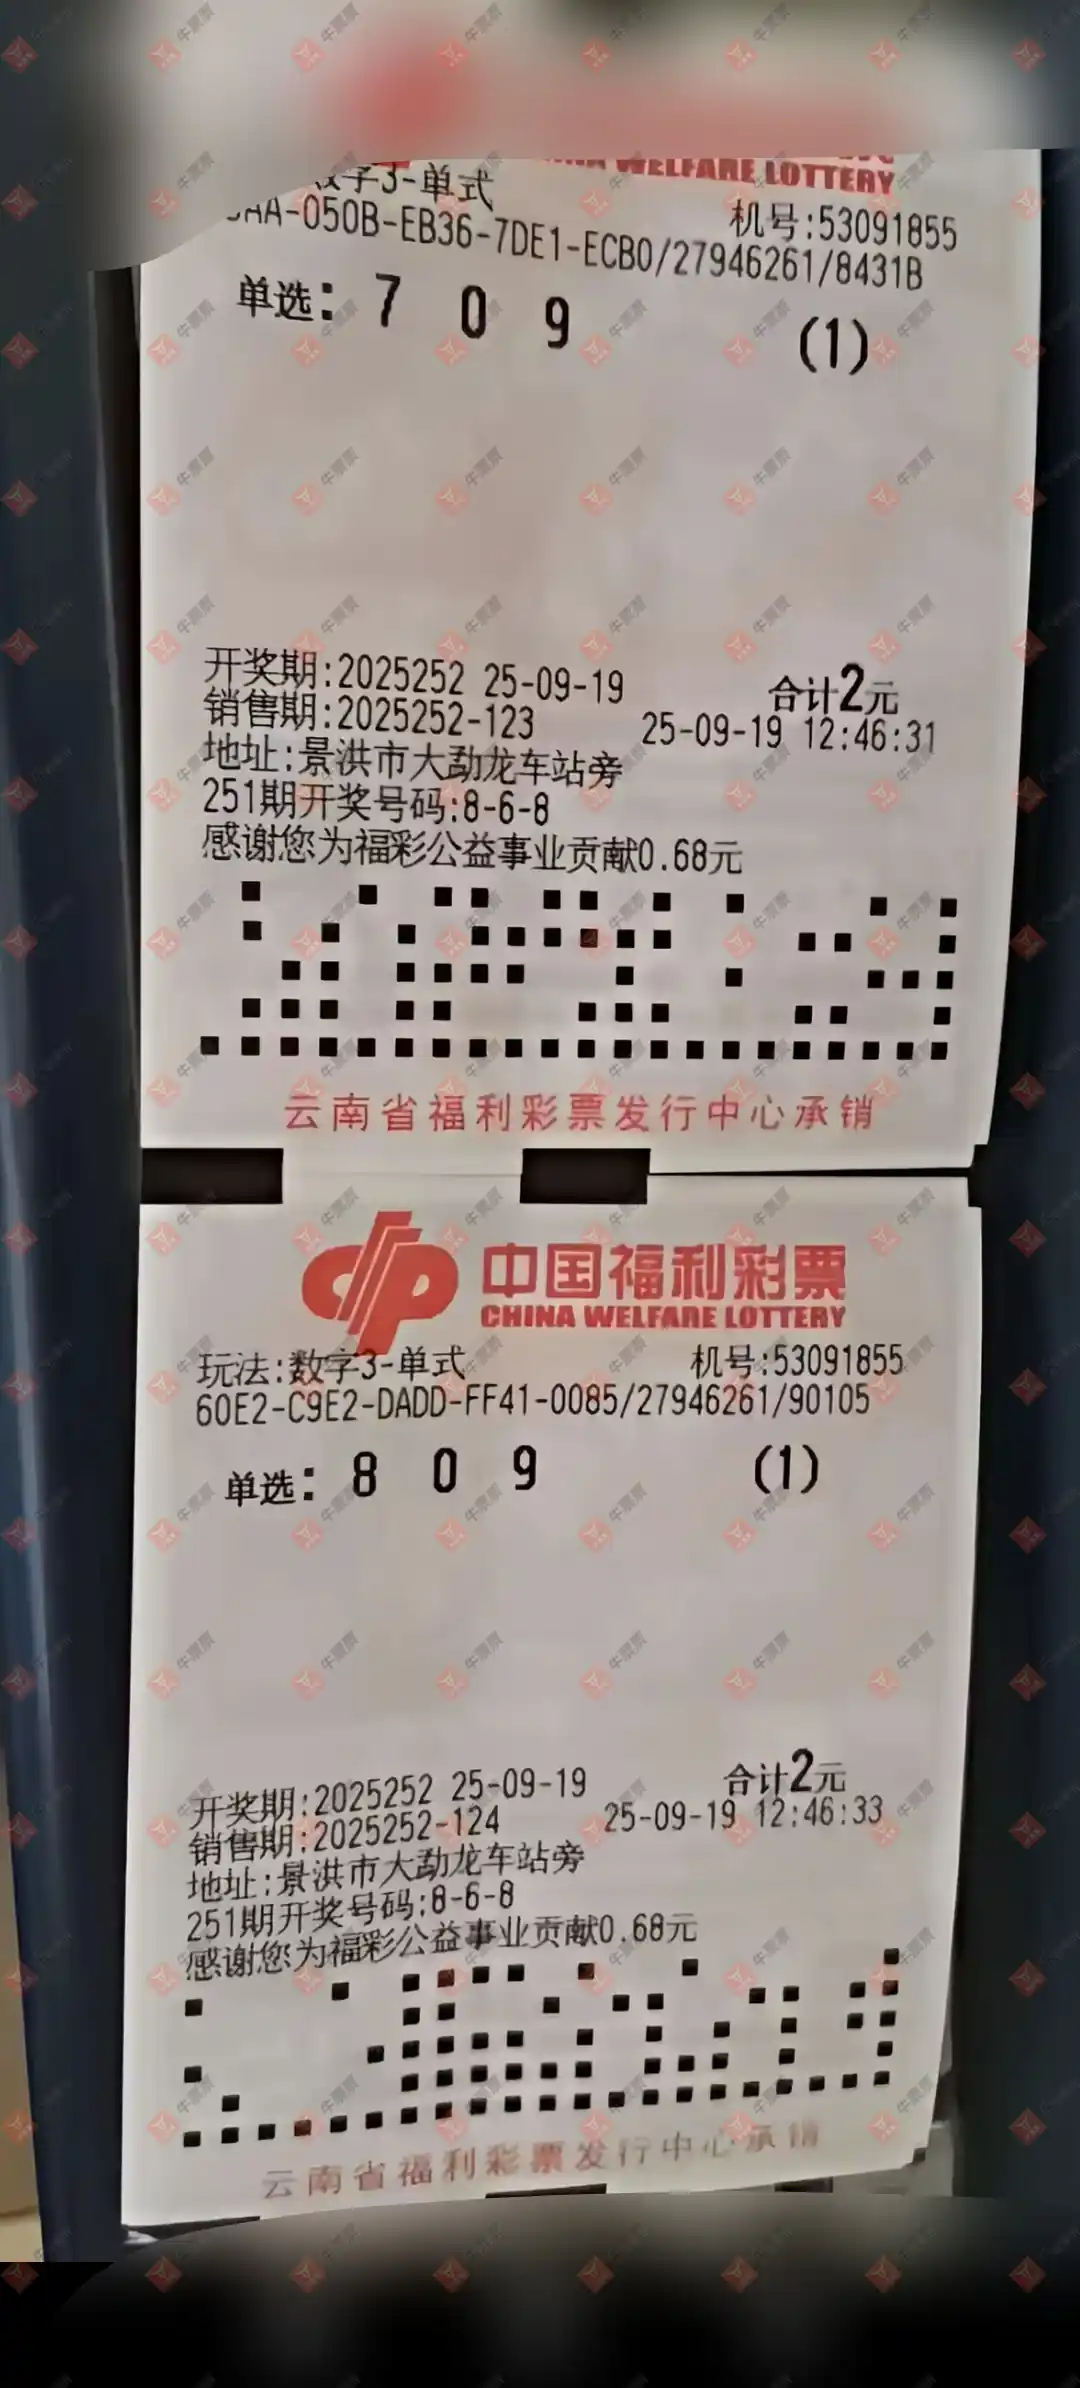 CHINA WELFARE LOTTERY
数字3-单式
机号:53091855
AA-050B-EB36-7DE1-ECB0/27946261/8431B
单选: 7 0 9 (1)
开奖期:2025252 25-09-19 合计2元
销售期:2025252-123 25-09-19 12:46:31
地址:景洪市大勐龙车站旁
251期开奖号码:8-6-8
感谢您为福彩公益事业贡献0.68元
云南省福利彩票发行中心承销
中国福利彩票
CHINA WELFARE LOTTERY
玩法:数字3-单式 机号:53091855
60E2-C9E2-DADD-FF41-0085/27946261/90105
单选: 8 0 9 (1)
开奖期:2025252 25-09-19 合计2元
销售期:2025252-124 25-09-19 12:46:33
地址:景洪市大勐龙车站旁
251期开奖号码:8-6-8
感谢您为福彩公益事业贡献0.68元
云南省福利彩票发行中心承销
牛票票